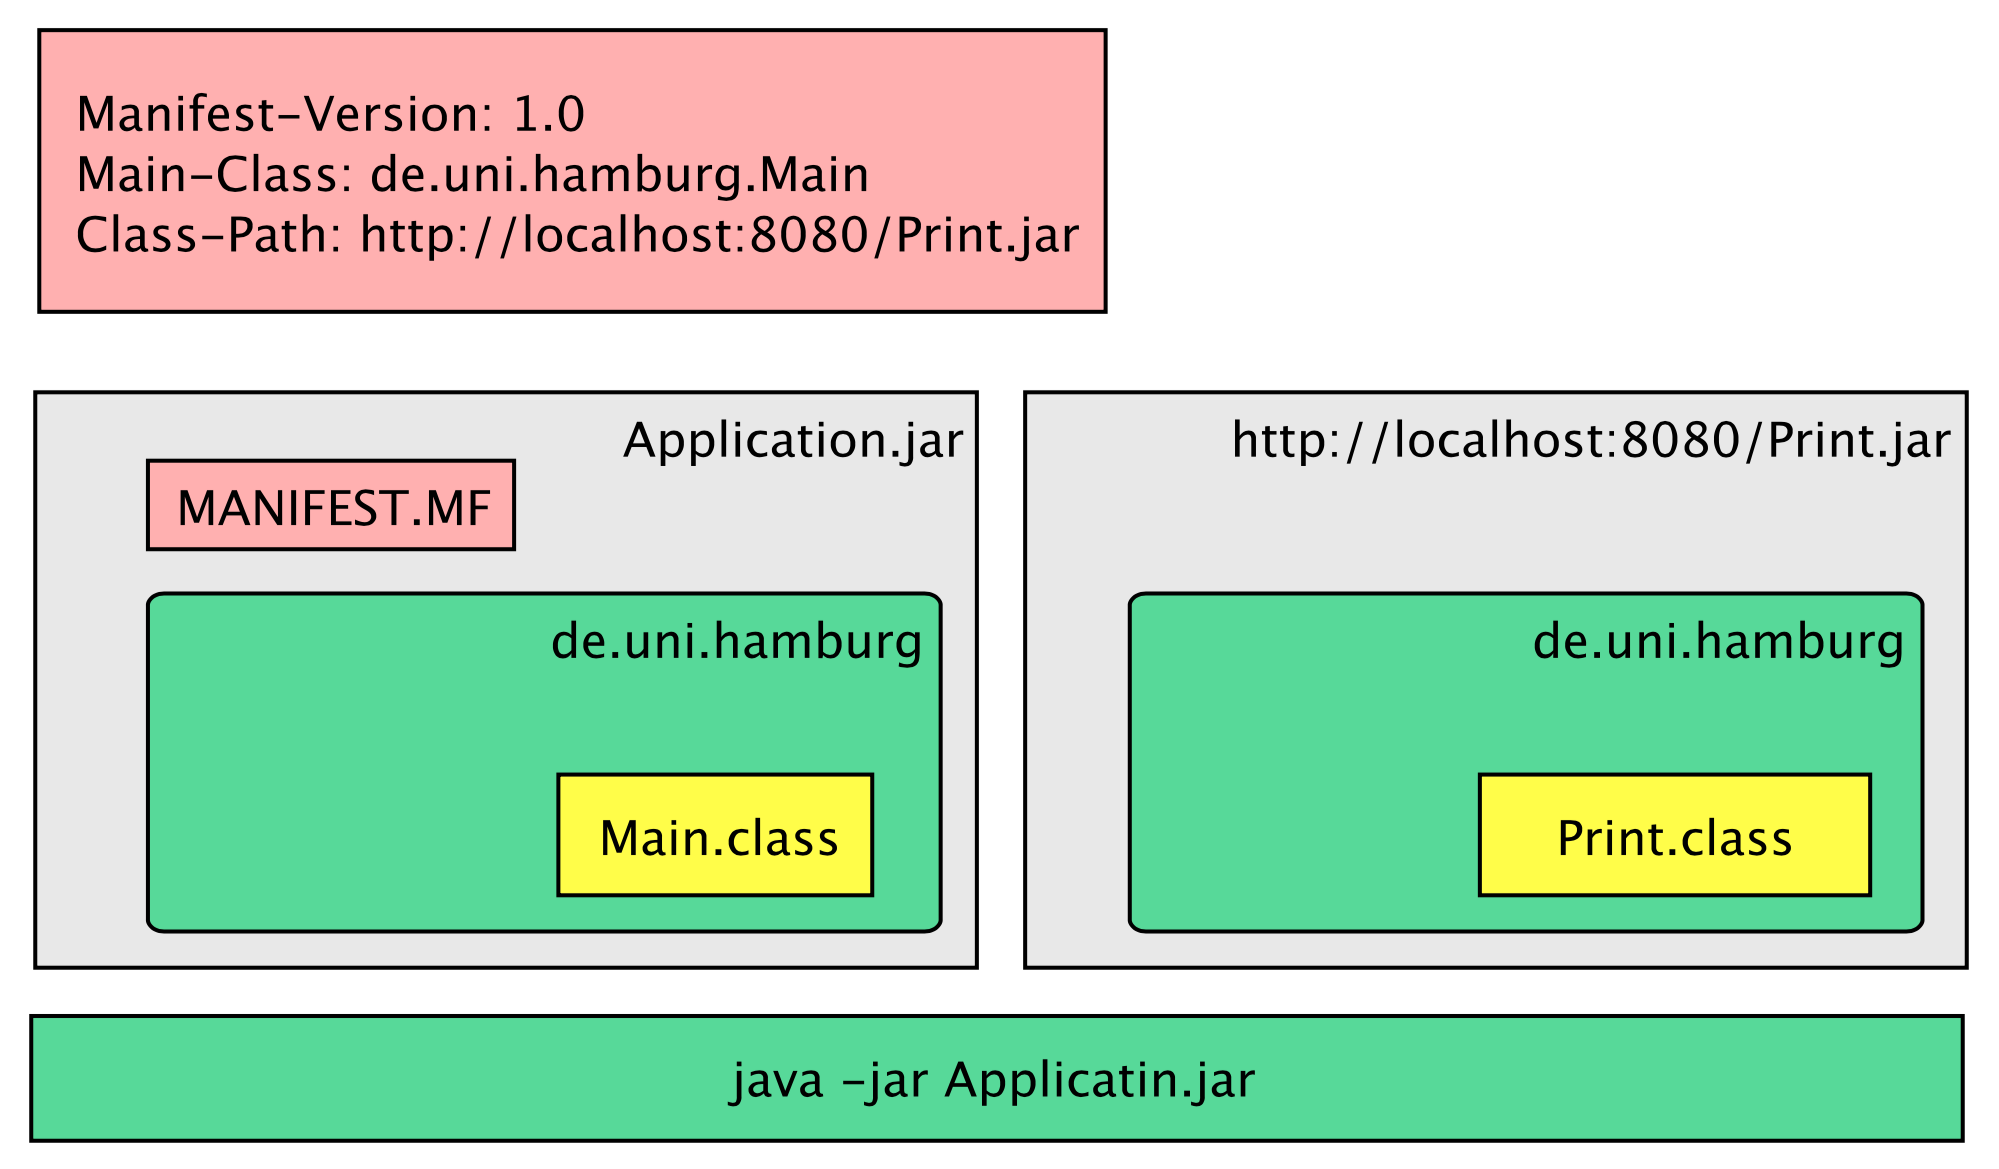 Manifest-Version: 1.0
Main-Class: de.uni.hamburg.Main
Class-Path: http://localhost:8080/Print.jar
Application.jar
MANIFEST.MF
de.uni.hamburg
Main.class
http://localhost:8080/Print.jar
de.uni.hamburg
Print.class
java -jar Applicatin.jar